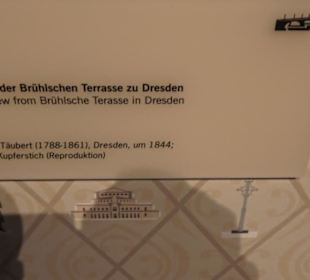 der Brühlschen Terrasse zu Dresden
ew from Brühlsche Terasse in Dresden
Täubert (1788-1861), Dresden, um 1844;
Kupferstich (Reproduktion)